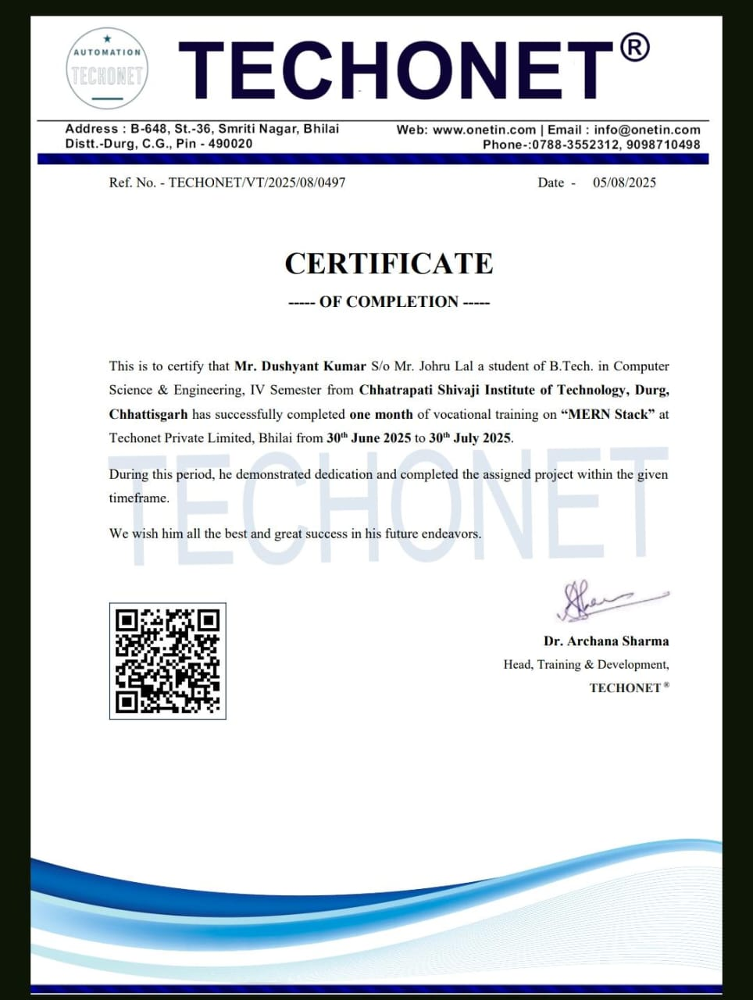 AUTOMATION
TECHONET
TECHONET®
Address : B-648, St.-36, Smriti Nagar, Bhilai
Distt.-Durg, C.G., Pin - 490020
Web: www.onetin.com | Email : info@onetin.com
Phone-:0788-3552312, 9098710498
Ref. No. - TECHONET/VT/2025/08/0497
Date - 05/08/2025
CERTIFICATE
----- OF COMPLETION -----
This is to certify that Mr. Dushyant Kumar S/o Mr. Johru Lal a student of B.Tech. in Computer
Science & Engineering, IV Semester from Chhatrapati Shivaji Institute of Technology, Durg,
Chhattisgarh has successfully completed one month of vocational training on “MERN Stack” at
Techonet Private Limited, Bhilai from 30th June 2025 to 30th July 2025.
TECHONET
During this period, he demonstrated dedication and completed the assigned project within the given
timeframe.
We wish him all the best and great success in his future endeavors.
Dr. Archana Sharma
Head, Training & Development,
TECHONET ®